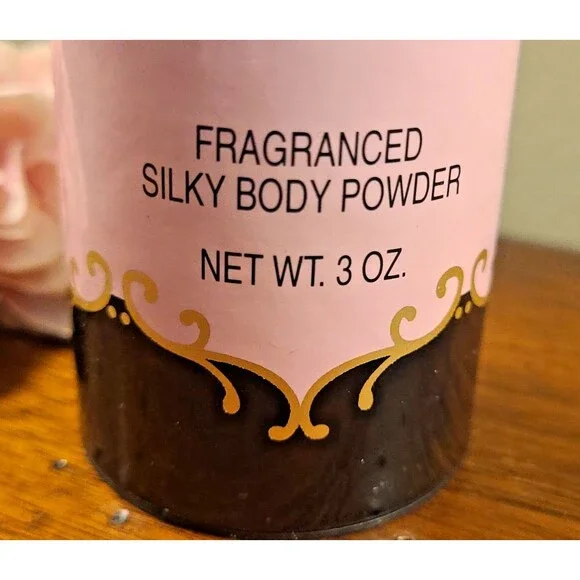 FRAGRANCED
SILKY BODY POWDER
NET WT. 3 OZ.